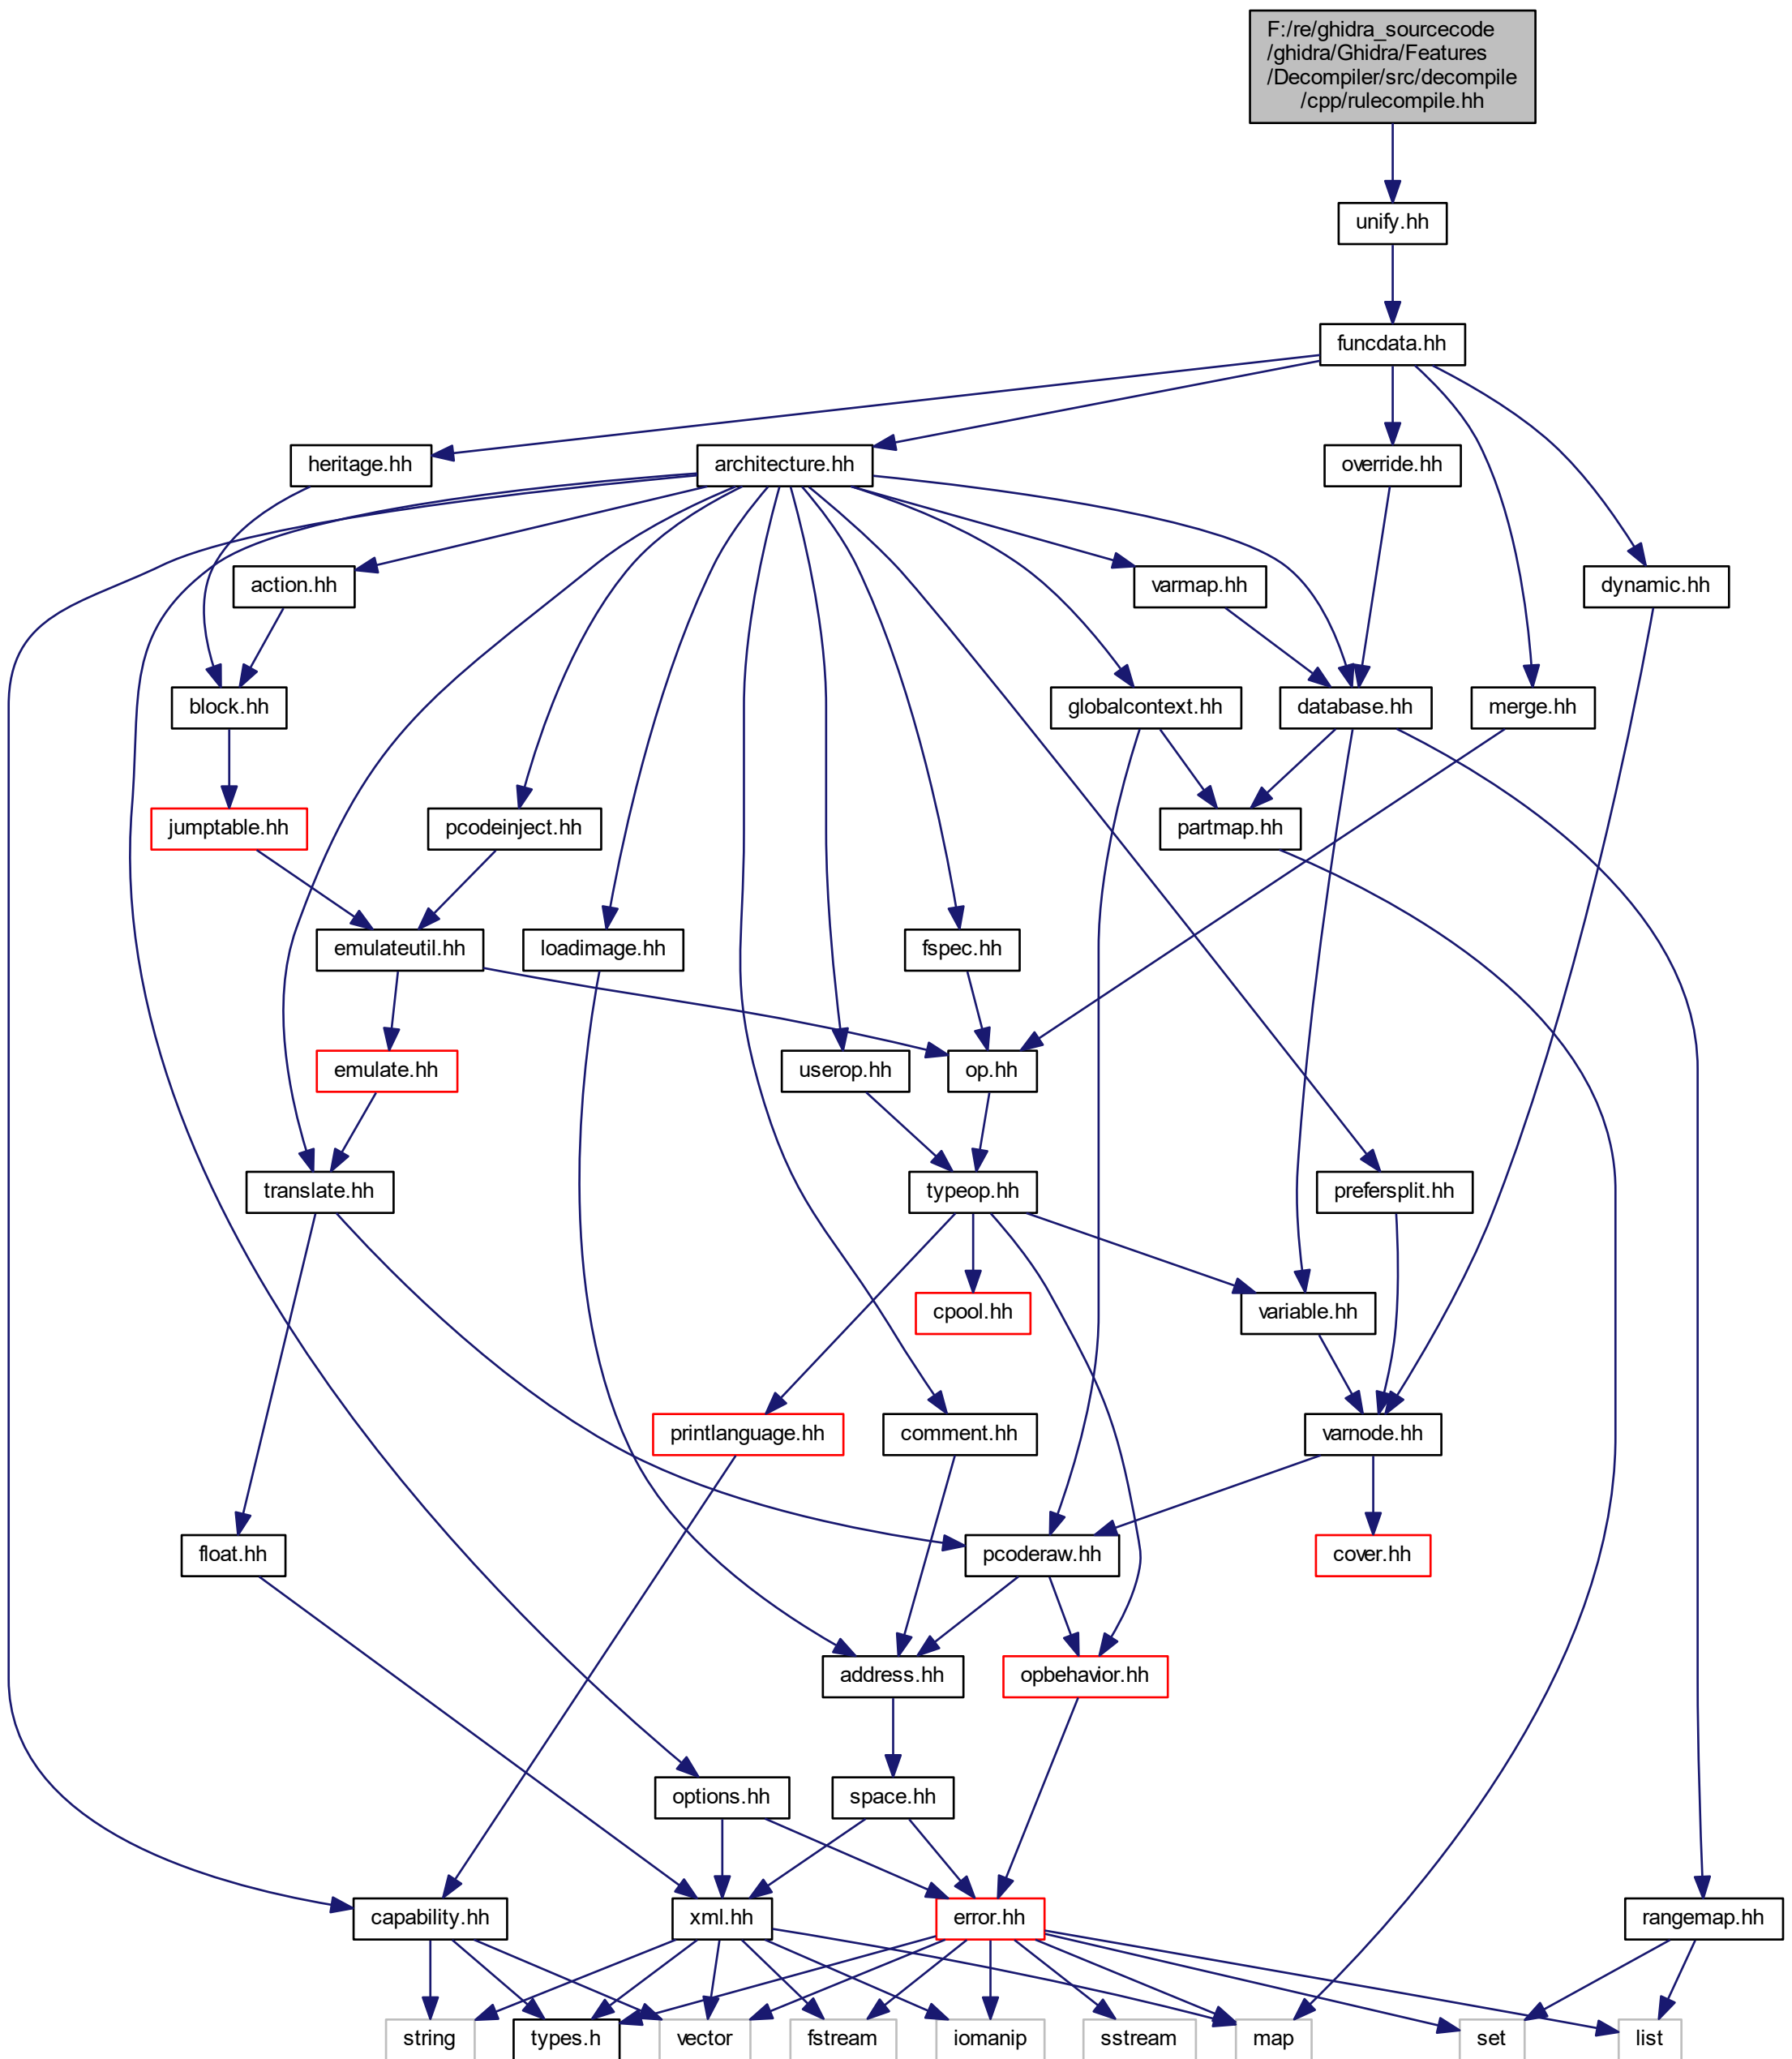 F:/re/ghidra_sourcecode
/ghidra/Ghidra/Features
/Decompiler/src/decompile
/cpp/rulecompile.hh
unify.hh
funcdata.hh
heritage.hh
architecture.hh
override.hh
action.hh
varmap.hh
dynamic.hh
block.hh
globalcontext.hh
database.hh
merge.hh
jumptable.hh
pcodeinject.hh
partmap.hh
emulateutil.hh
loadimage.hh
fspec.hh
emulate.hh
userop.hh
op.hh
translate.hh
typeop.hh
prefersplit.hh
cpool.hh
variable.hh
printlanguage.hh
comment.hh
varnode.hh
float.hh
pcoderaw.hh
cover.hh
address.hh
opbehavior.hh
options.hh
space.hh
capability.hh
xml.hh
error.hh
rangemap.hh
string
types.h
vector
fstream
iomanip
sstream
map
set
list